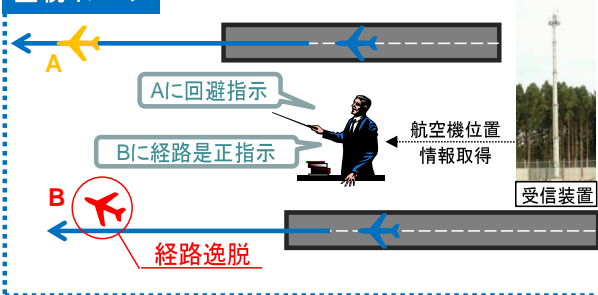 A
Aに回避指示
航空機位置
情報取得
Bに経路是正指示
受信装置
B
経路逸脱